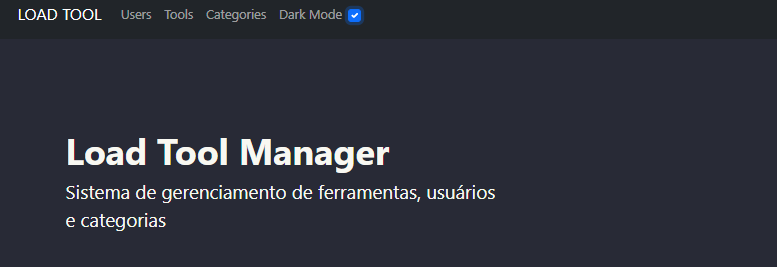 LOAD TOOL Users Tools Categories Dark Mode
Load Tool Manager
Sistema de gerenciamento de ferramentas, usuários
e categorias